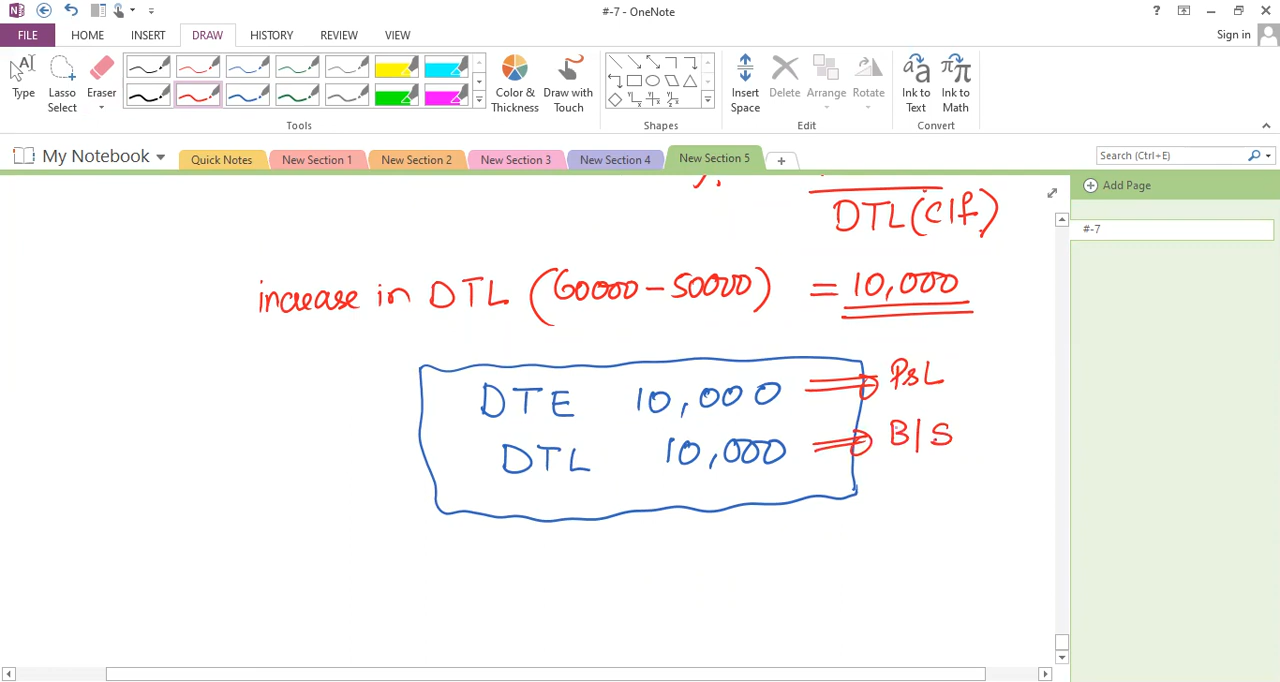 #-7 - OneNote
?
Sign in
FILE HOME INSERT DRAW HISTORY REVIEW VIEW
Type
Lasso Select
Eraser
Color & Thickness
Draw with Touch
Insert Space
Delete
Arrange
Rotate
Ink to Text
Ink to Math
Tools Shapes Edit Convert
My Notebook Quick Notes New Section 1 New Section 2 New Section 3 New Section 4 New Section 5
Search (Ctrl+E)
Add Page
#-7
DTL (C/f)
increase in DTL (60000-50000) = 10,000
DTE 10,000 P&L
DTL 10,000 B/S